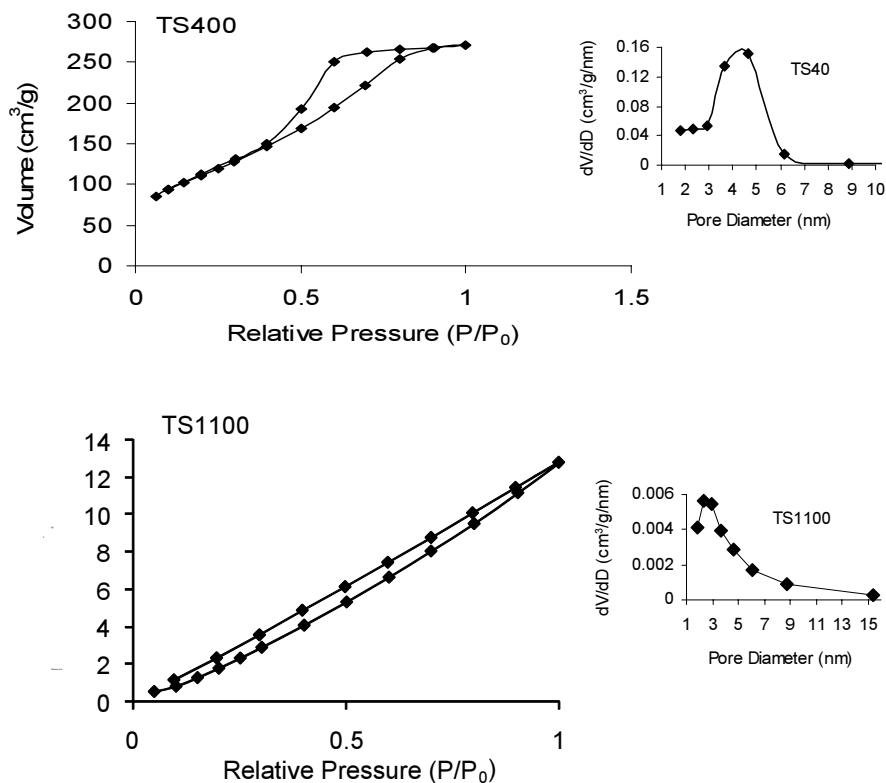 TS400
300
250
200
150
100
50
0
Volume (cm³/g)
0 0.5 1 1.5
Relative Pressure (P/P₀)
0.16
0.12
0.08
0.04
0
dV/dD (cm³/g/nm)
TS40
1 2 3 4 5 6 7 8 9 10
Pore Diameter (nm)
TS1100
14
12
10
8
6
4
2
0
0 0.5 1
Relative Pressure (P/P₀)
0.006
0.004
0.002
0
dV/dD (cm³/g/nm)
TS1100
1 3 5 7 9 11 13 15
Pore Diameter (nm)